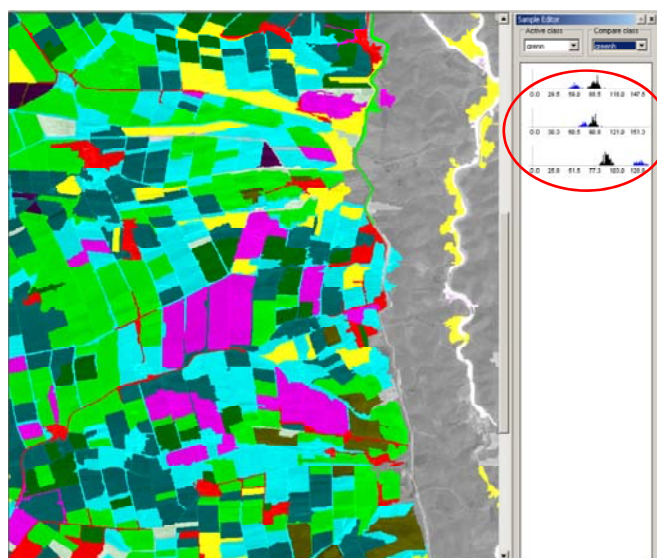 Sample Editor
Active class
Compare class
grenn
greenh
0.0 29.5 59.0 88.5 118.0 147.5
0.0 30.3 60.5 90.8 121.0 151.3
0.0 25.8 51.5 77.3 103.0 128.8